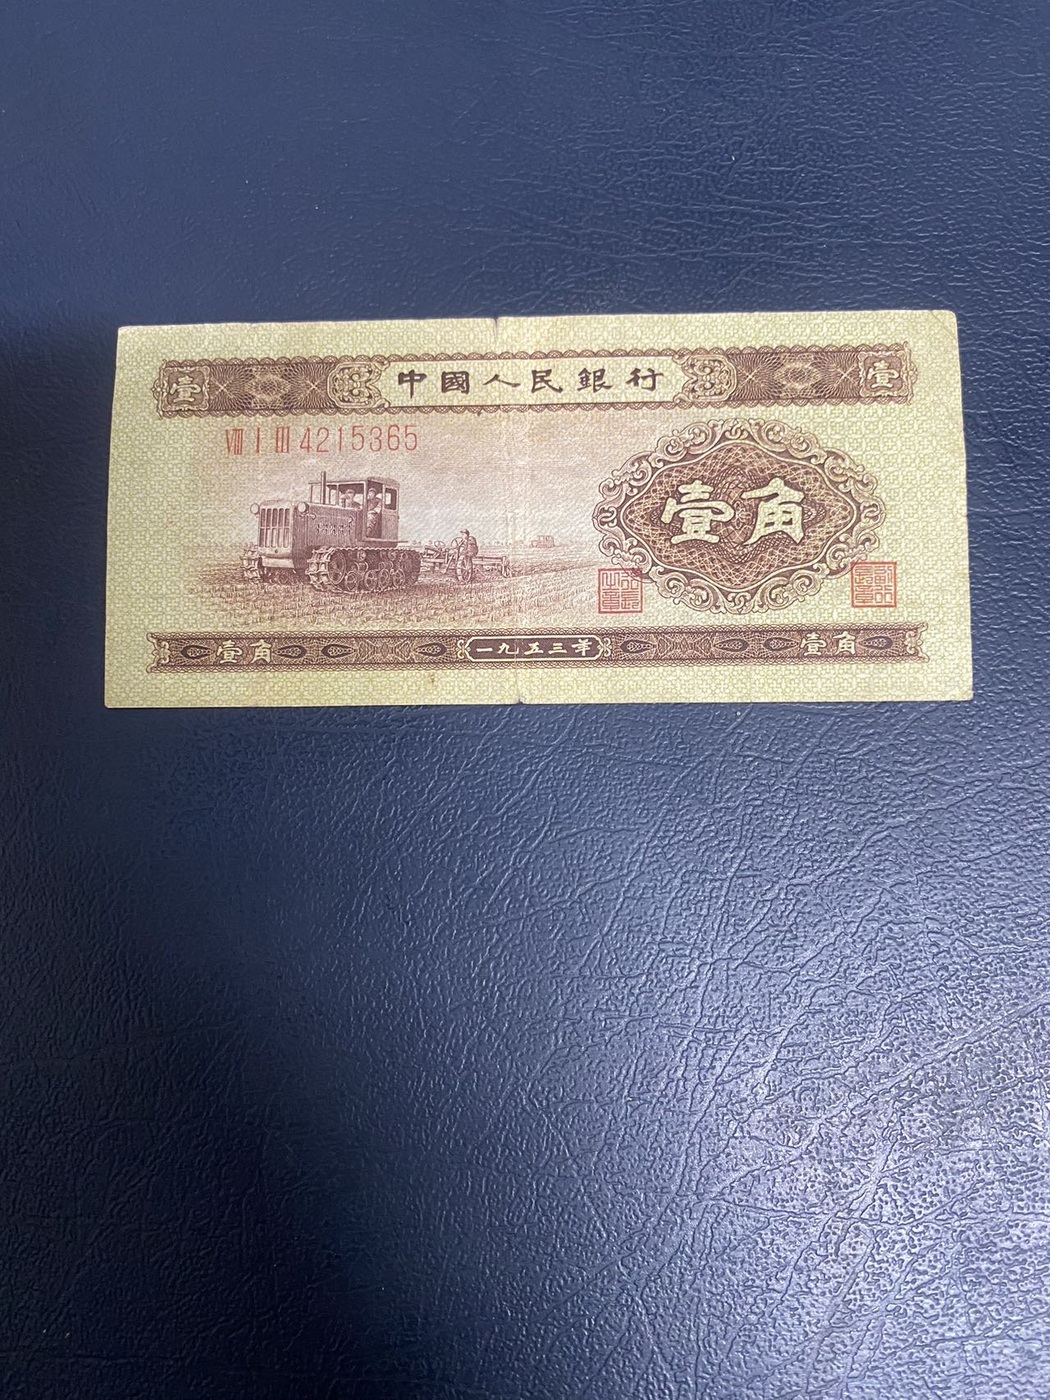 壹 中國人民銀行 壹
VIII I III 4215365
壹角
壹角 一九五三年 壹角